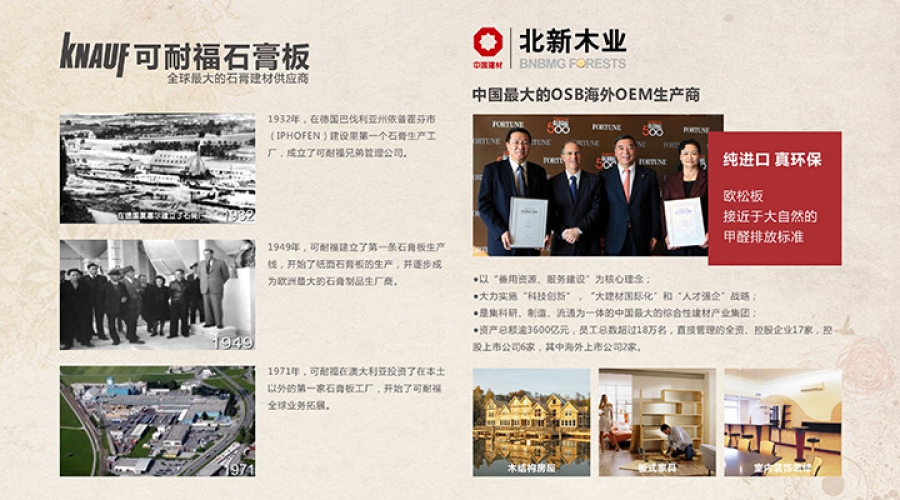 KNAUF 可耐福石膏板
全球最大的石膏建材供应商
1932年，在德国巴伐利亚州依普霍芬市
（IPHOFEN）建设里第一个石膏生产工
厂，成立了可耐福兄弟管理公司。
在德国莫塞尔建立了石膏厂
1932
1949年，可耐福建立了第一条石膏板生产
线，开始了纸面石膏板的生产，并逐步成
为欧洲最大的石膏制品生厂商。
1949
1971年，可耐福在澳大利亚投资了在本土
以外的第一家石膏板工厂，开始了可耐福
全球业务拓展。
1971
中国建材
北新木业
BNBMG FORESTS
中国最大的OSB海外OEM生产商
FORTUNE
500
FORTUNE
FORTUNE
500
FORTUNE
纯进口 真环保
欧松板
接近于大自然的
甲醛排放标准
●以“善用资源、服务建设”为核心理念；
●大力实施“科技创新”，“大建材国际化”和“人才强企”战略；
●是集科研、制造、流通为一体的中国最大的综合性建材产业集团；
●资产总额逾3600亿元，员工总数超过18万名，直接管理的全资、控股企业17家，控
股上市公司6家，其中海外上市公司2家。
木结构房屋
板式家具
室内装饰装修